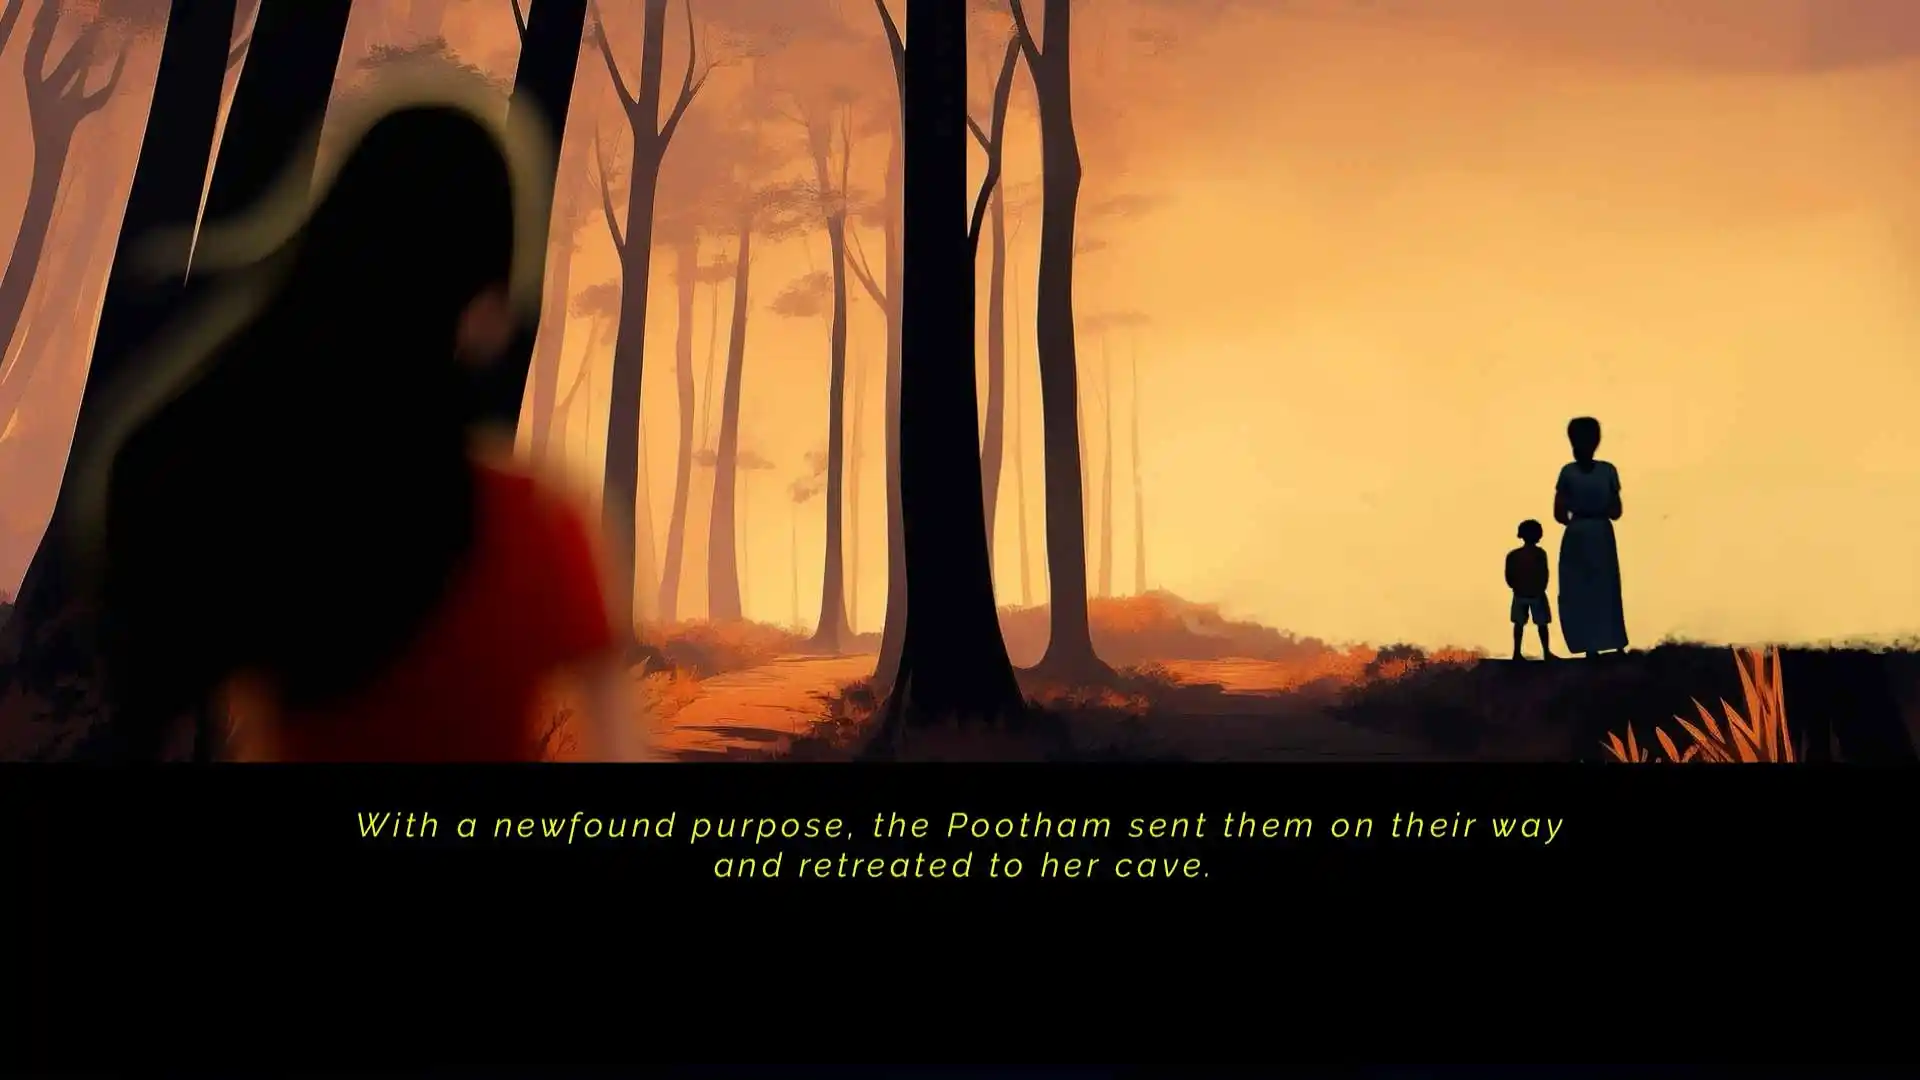 With a newfound purpose, the Pootham sent them on their way
and retreated to her cave.